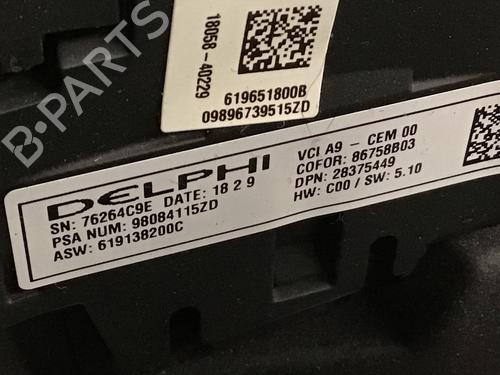 B-PARTS
18058-4D229
619651800B
09896739515ZD
DELPHI
SN: 76264C9E DATE: 18 2 9
PSA NUM: 98084115ZD
ASW: 619138200C
VCI A9 - CEM 00
COFOR: 86758B03
DPN: 28375449
HW: C00 / SW: 5.10